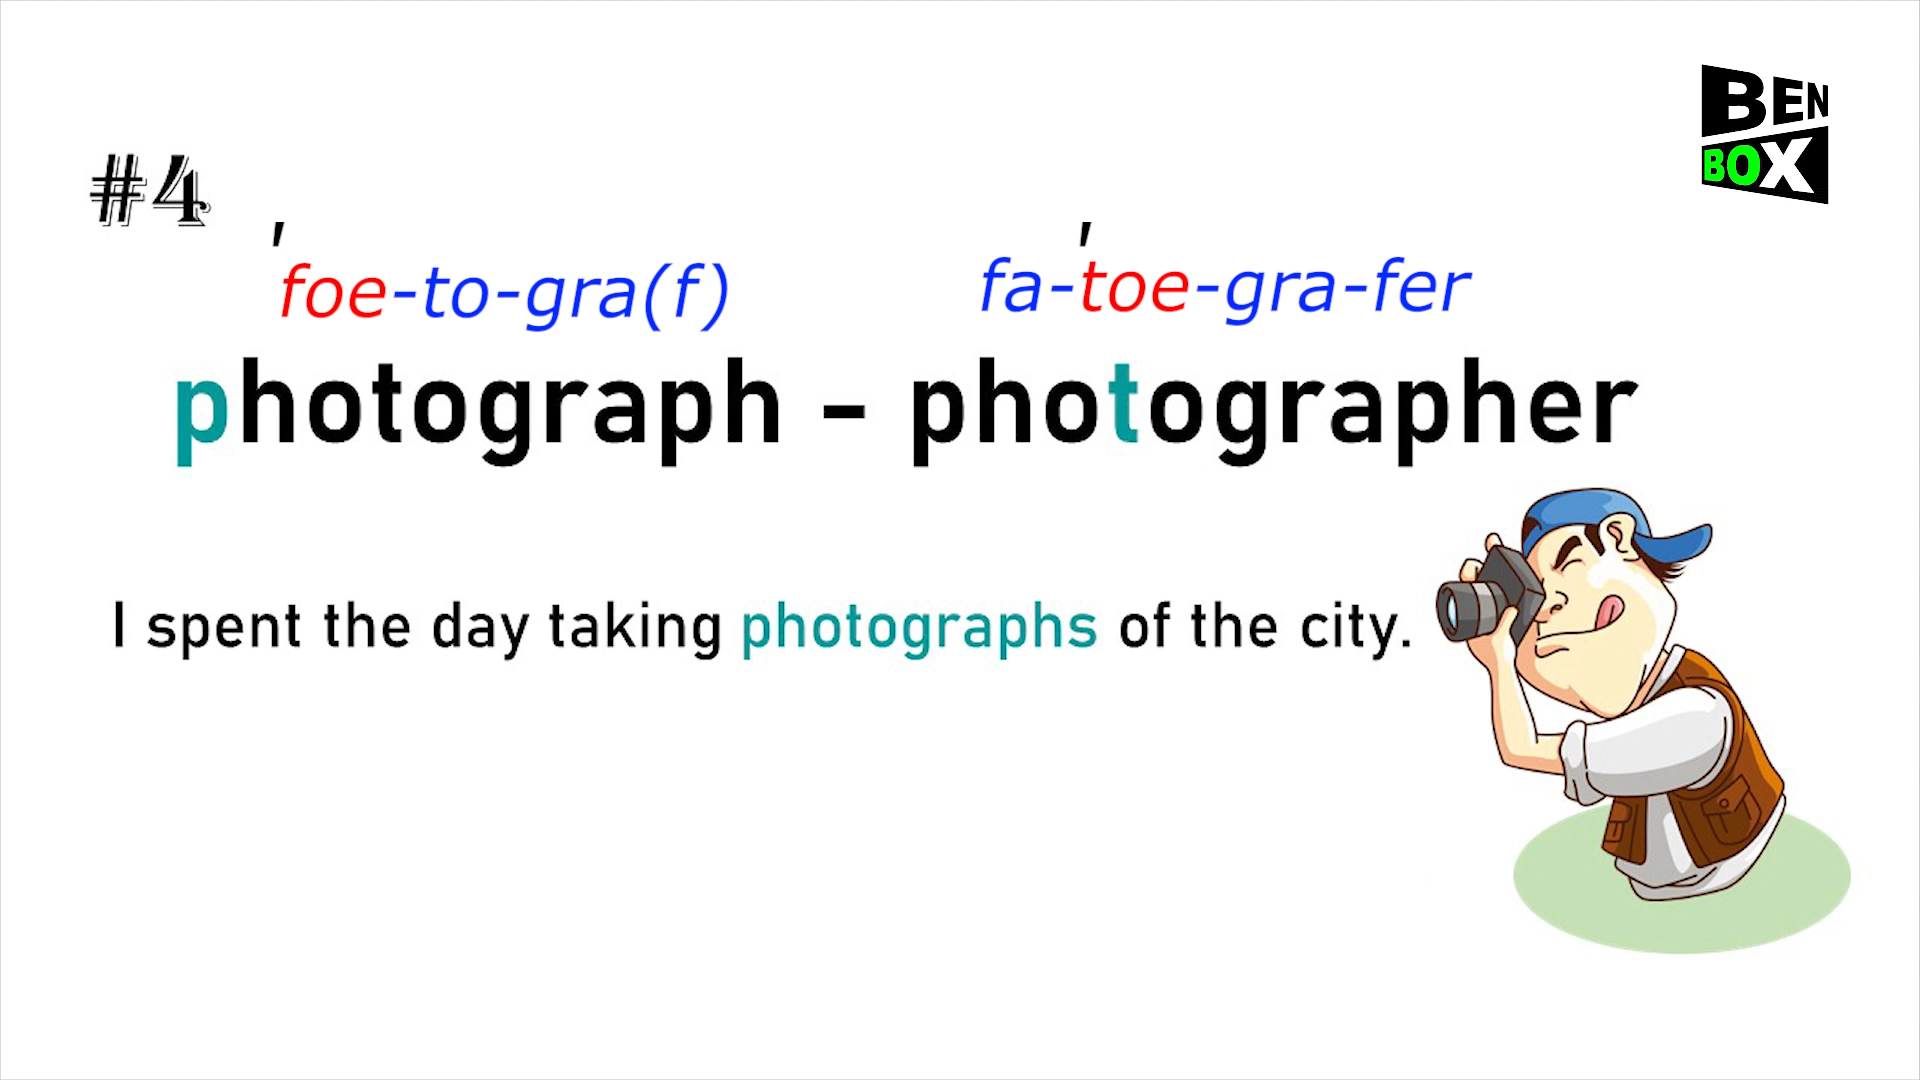 BEN
BOX
#4
'foe-to-gra(f) 'fa-toe-gra-fer
photograph - photographer
I spent the day taking photographs of the city.